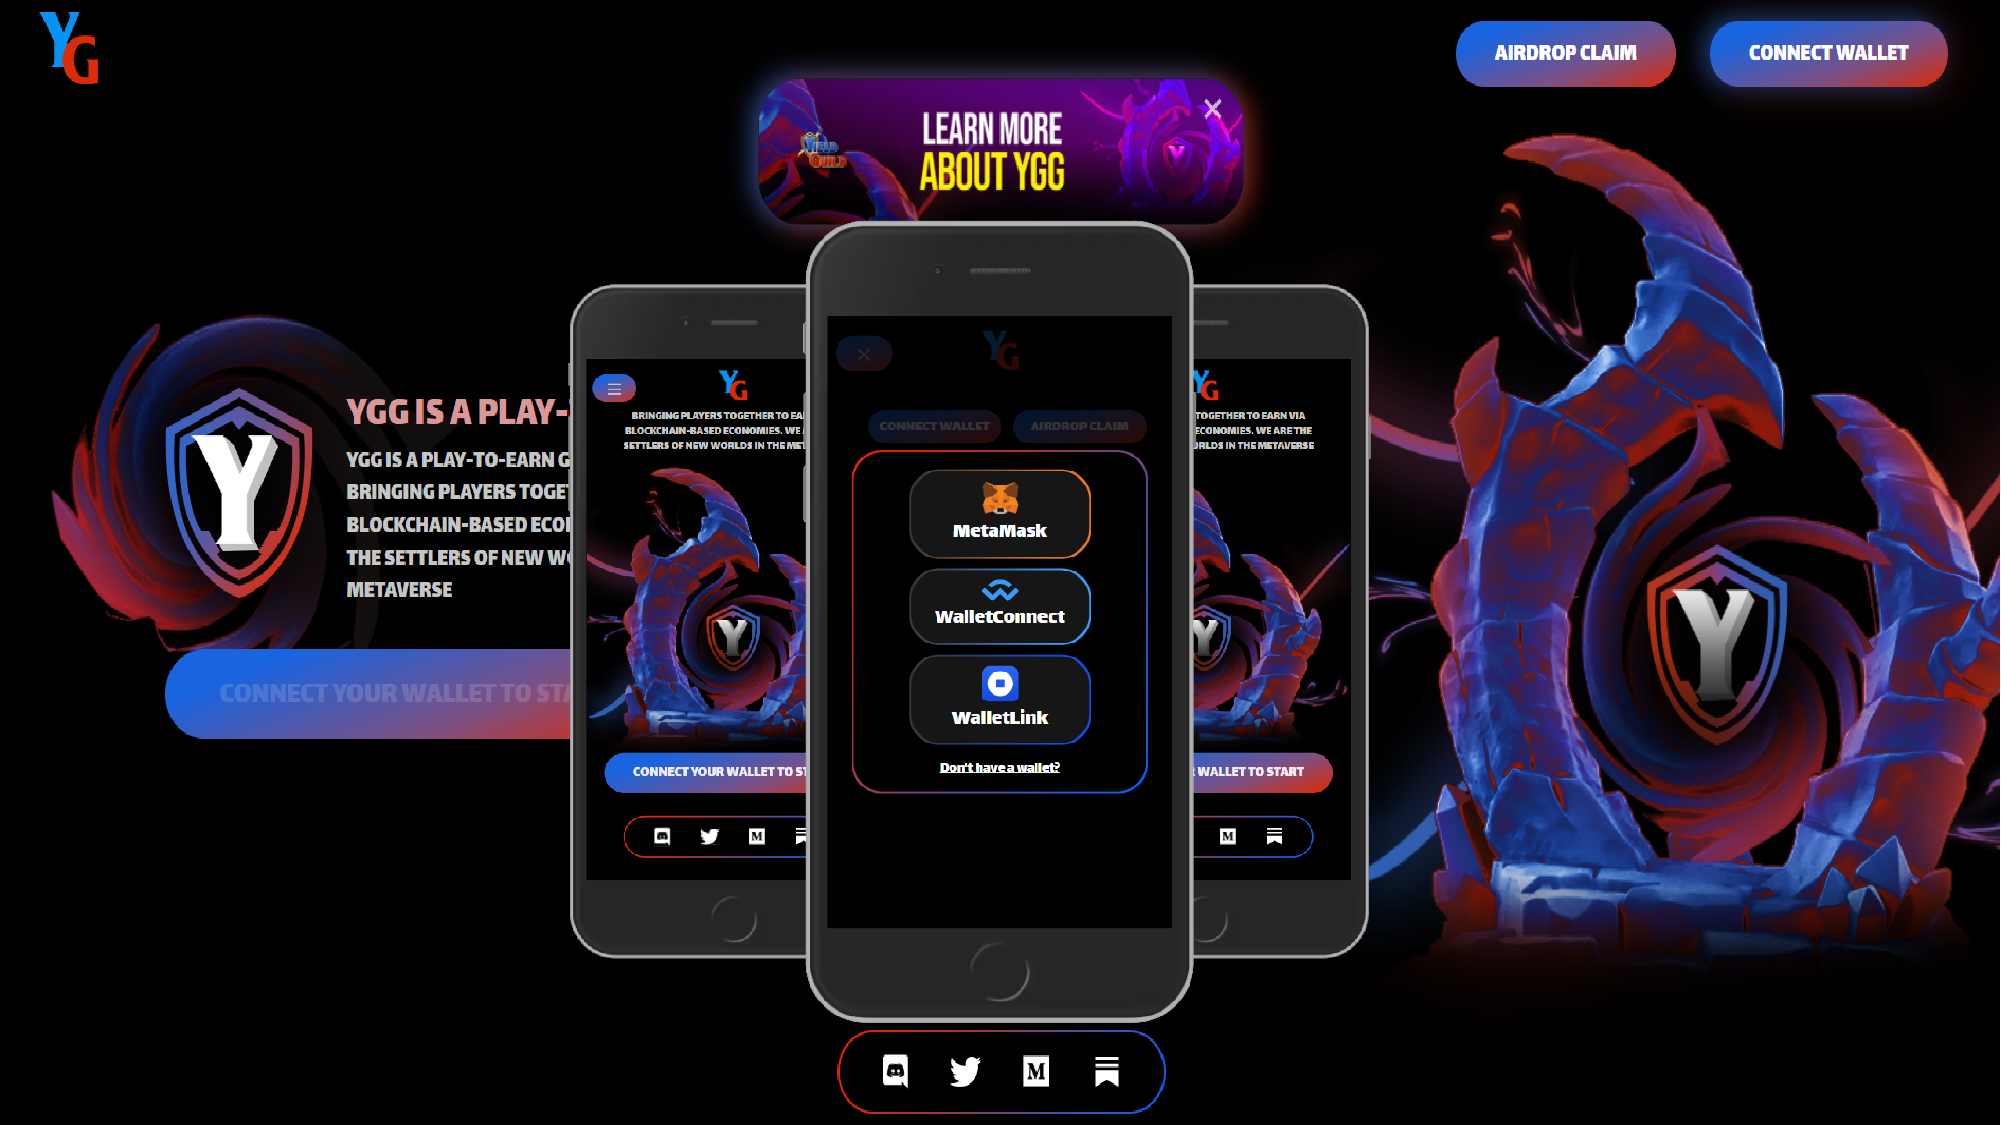 YG
AIRDROP CLAIM
CONNECT WALLET
YIELD
GUILD
LEARN MORE
ABOUT YGG
YGG IS A PLAY-
YGG IS A PLAY-TO-EARN G
BRINGING PLAYERS TOGET
BLOCKCHAIN-BASED ECO
THE SETTLERS OF NEW W
METAVERSE
Y
CONNECT YOUR WALLET TO STA
YG
BRINGING PLAYERS TOGETHER TO EA
BLOCKCHAIN-BASED ECONOMIES. WE
SETTLERS OF NEW WORLDS IN THE MET
Y
CONNECT YOUR WALLET TO ST
M
YG
CONNECT WALLET
AIRDROP CLAIM
MetaMask
WalletConnect
WalletLink
Don't have a wallet?
YG
TOGETHER TO EARN VIA
ECONOMIES. WE ARE THE
RLDS IN THE METAVERSE
Y
WALLET TO START
M
Y
M